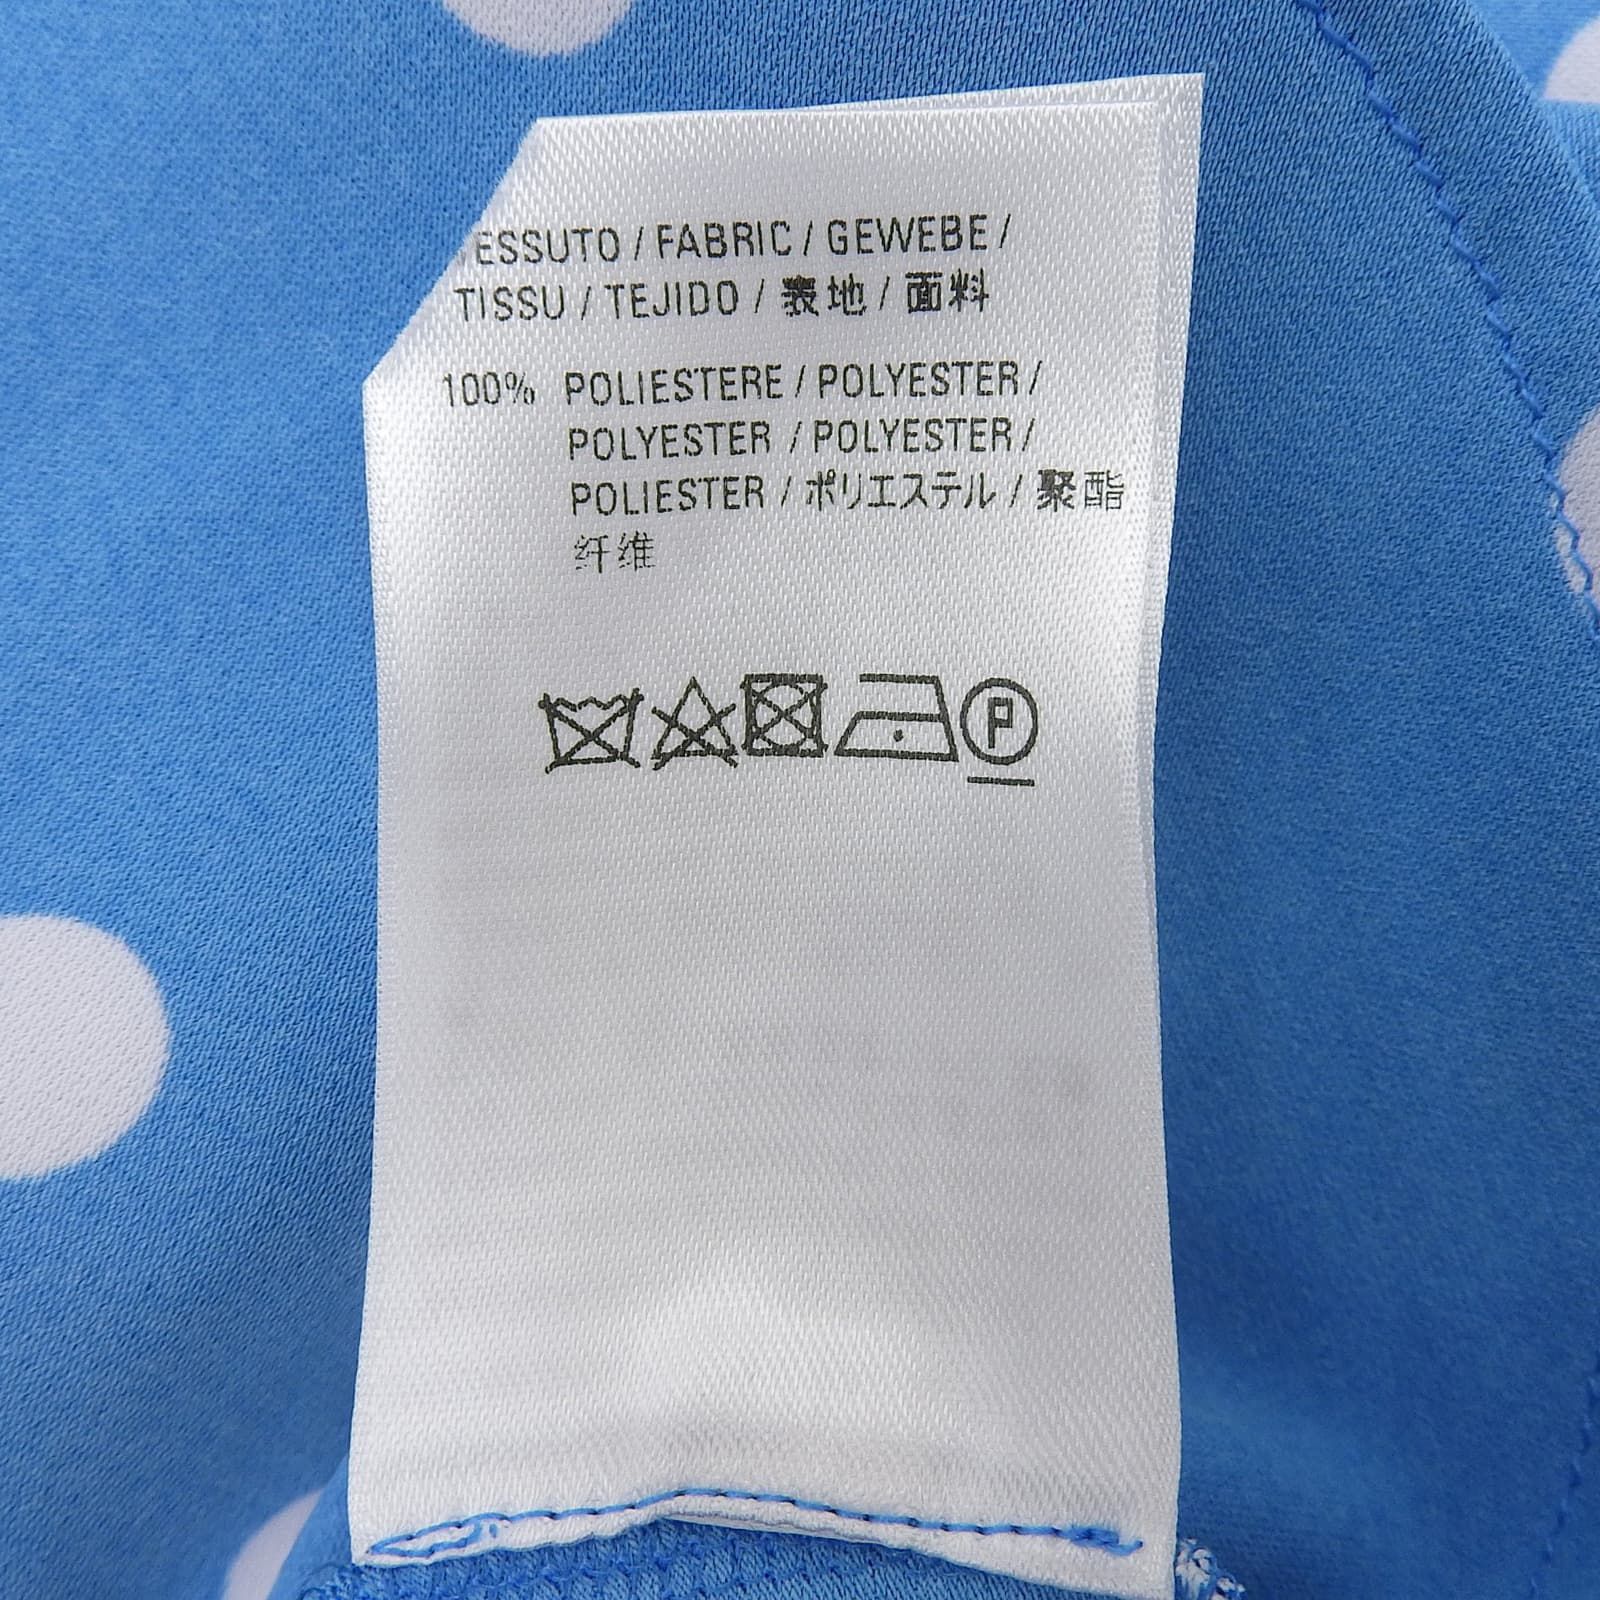 ESSUTO / FABRIC / GEWEBE /
TISSU / TEJIDO / 表地 / 面料
100% POLIESTERE / POLYESTER /
POLYESTER / POLYESTER /
POLIESTER / ポリエステル / 聚酯
纤维
P